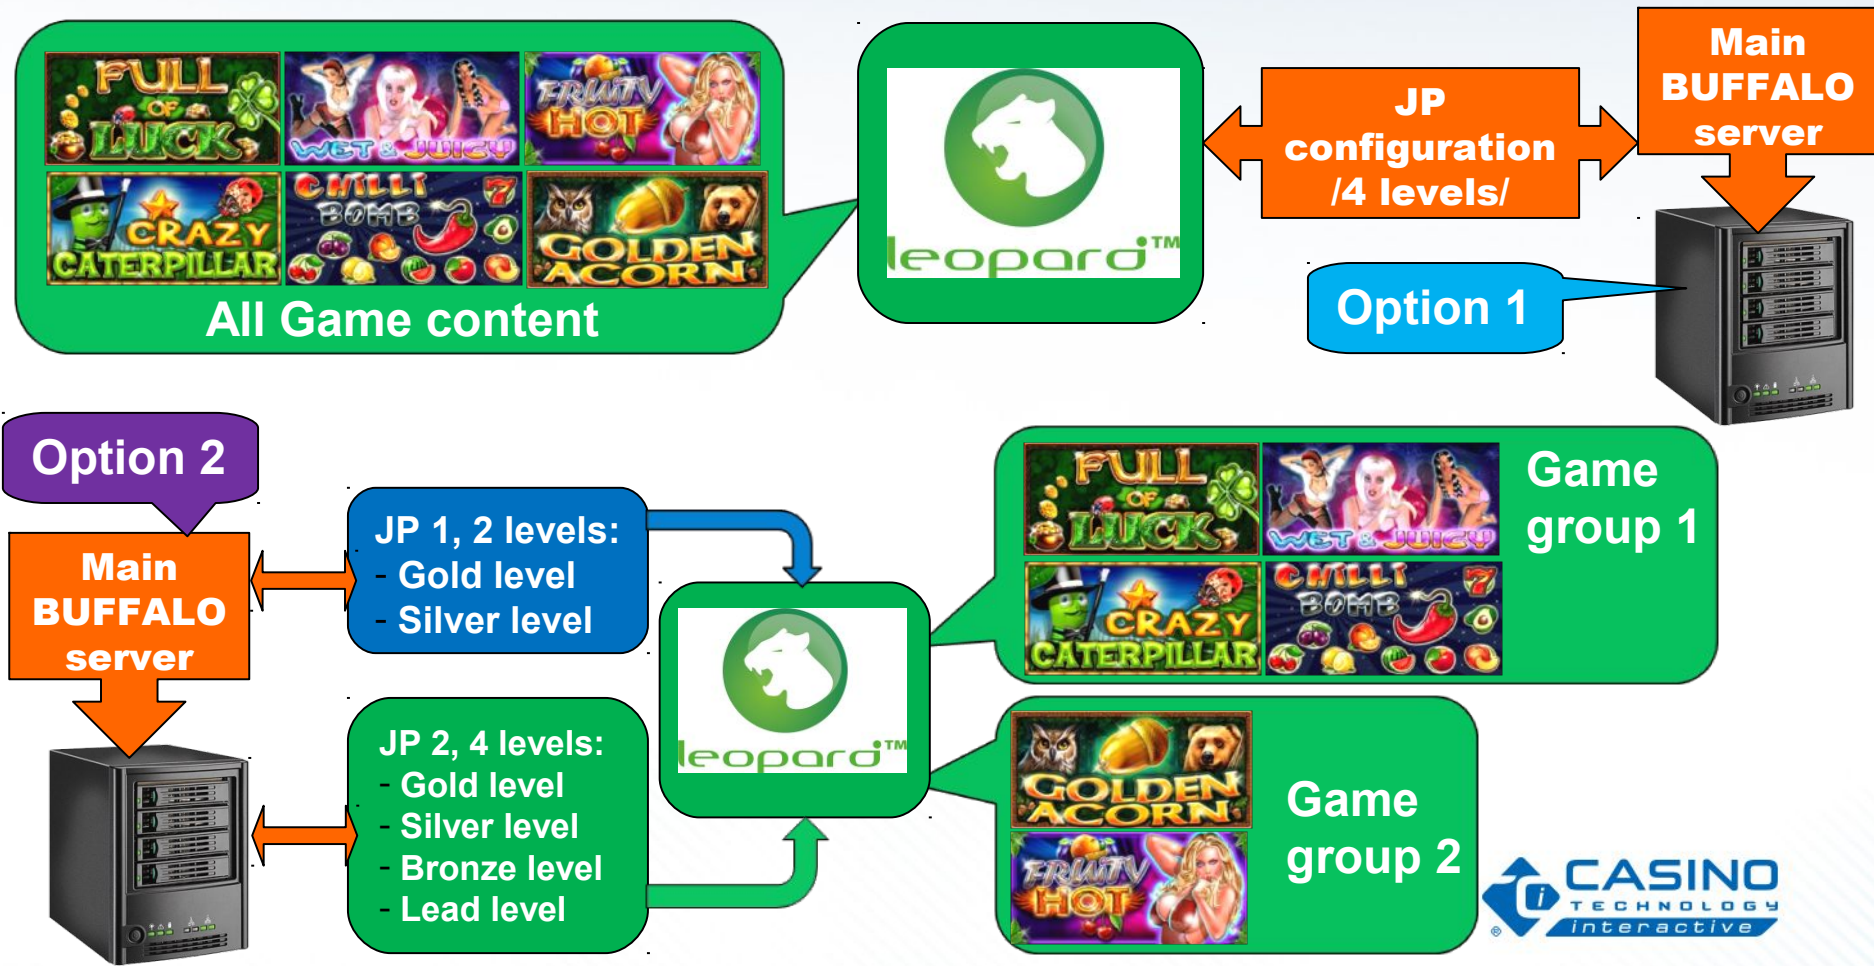 FULL
OF
LUCK
WET & JUICY
FRUITY
HOT
CRAZY
CATERPILLAR
CHILLI
BOMB
GOLDEN
ACORN
All Game content
leopard™
JP
configuration
/4 levels/
Main
BUFFALO
server
Option 1
Option 2
Main
BUFFALO
server
JP 1, 2 levels:
- Gold level
- Silver level
JP 2, 4 levels:
- Gold level
- Silver level
- Bronze level
- Lead level
leopard™
FULL
OF
LUCK
WET & JUICY
CRAZY
CATERPILLAR
CHILLI
BOMB
Game
group 1
GOLDEN
ACORN
FRUITY
HOT
Game
group 2
CASINO
TECHNOLOGY
interactive
®